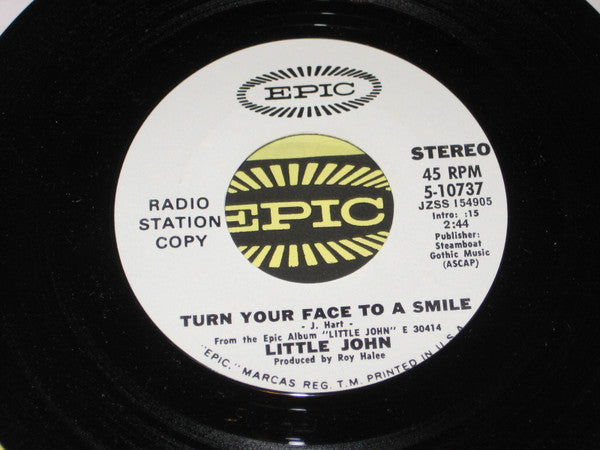 EPIC
STEREO
45 RPM
5-10737
JZSS 154905
Intro: :15
2:44
Publisher:
Steamboat
Gothic Music
(ASCAP)
RADIO
STATION
COPY
EPIC
TURN YOUR FACE TO A SMILE
- J. Hart -
From the Epic Album "LITTLE JOHN" E 30414
LITTLE JOHN
Produced by Roy Halee
"EPIC," MARCAS REG. T.M. PRINTED IN U.S.A.